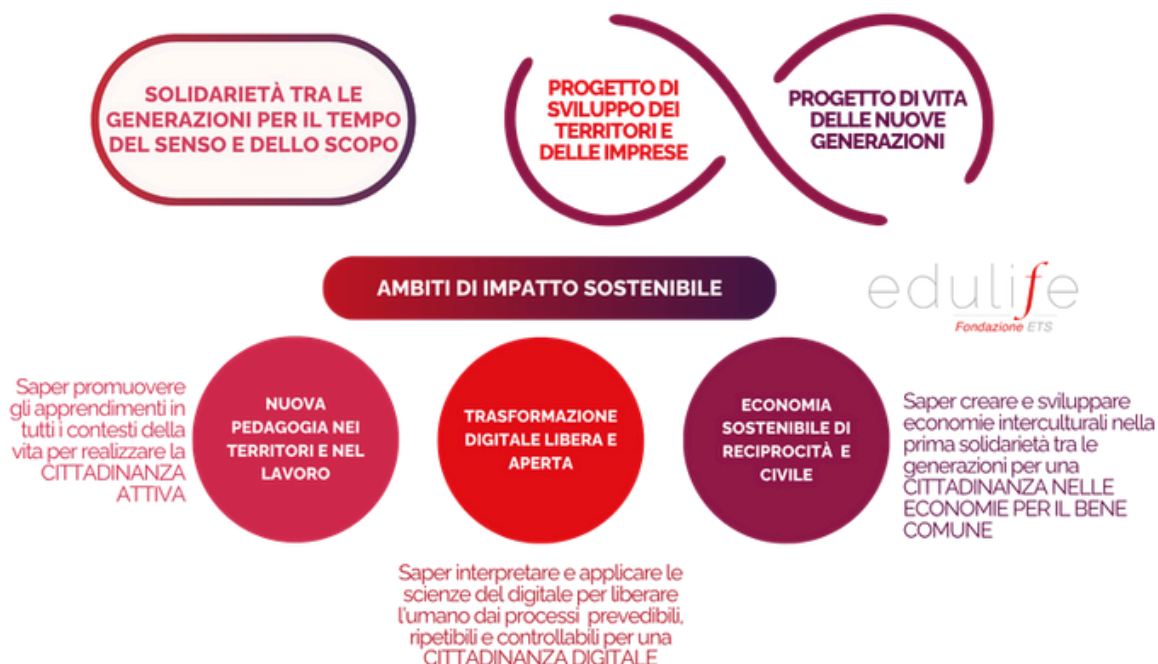 SOLIDARIETÀ TRA LE
GENERAZIONI PER IL TEMPO
DEL SENSO E DELLO SCOPO
PROGETTO DI
SVILUPPO DEI
TERRITORI E
DELLE IMPRESE
PROGETTO DI VITA
DELLE NUOVE
GENERAZIONI
AMBITI DI IMPATTO SOSTENIBILE
edulife
Fondazione ETS
Saper promuovere
gli apprendimenti in
tutti i contesti della
vita per realizzare la
CITTADINANZA
ATTIVA
NUOVA
PEDAGOGIA NEI
TERRITORI E NEL
LAVORO
TRASFORMAZIONE
DIGITALE LIBERA E
APERTA
ECONOMIA
SOSTENIBILE DI
RECIPROCITÀ E
CIVILE
Saper creare e sviluppare
economie interculturali nella
prima solidarietà tra le
generazioni per una
CITTADINANZA NELLE
ECONOMIE PER IL BENE
COMUNE
Saper interpretare e applicare le
scienze del digitale per liberare
l'umano dai processi prevedibili,
ripetibili e controllabili per una
CITTADINANZA DIGITALE